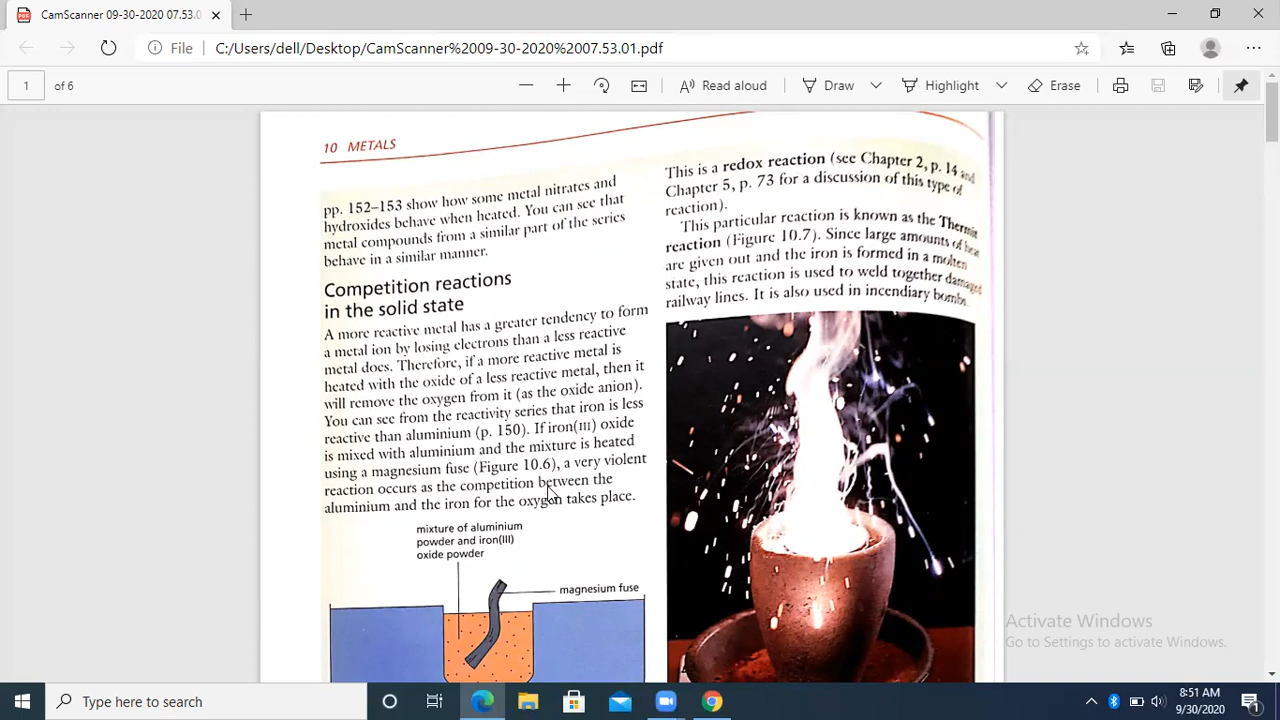 CamScanner 09-30-2020 07.53.0
File
C:/Users/dell/Desktop/CamScanner%2009-30-2020%2007.53.01.pdf
1 of 6
Read aloud
Draw
Highlight
Erase
10 METALS
pp. 152–153 show how some metal nitrates and
hydroxides behave when heated. You can see that
metal compounds from a similar part of the series
behave in a similar manner.
Competition reactions
in the solid state
A more reactive metal has a greater tendency to form
a metal ion by losing electrons than a less reactive
metal does. Therefore, if a more reactive metal is
heated with the oxide of a less reactive metal, then it
will remove the oxygen from it (as the oxide anion).
You can see from the reactivity series that iron is less
reactive than aluminium (p. 150). If iron(III) oxide
is mixed with aluminium and the mixture is heated
using a magnesium fuse (Figure 10.6), a very violent
reaction occurs as the competition between the
aluminium and the iron for the oxygen takes place.
mixture of aluminium
powder and iron(III)
oxide powder
magnesium fuse
This is a redox reaction (see Chapter 2, p. 14 and
Chapter 5, p. 73 for a discussion of this type of
reaction).
This particular reaction is known as the Thermit
reaction (Figure 10.7). Since large amounts of heat
are given out and the iron is formed in a molten
state, this reaction is used to weld together damaged
railway lines. It is also used in incendiary bombs.
Activate Windows
Go to Settings to activate Windows.
Type here to search
8:51 AM
9/30/2020
1